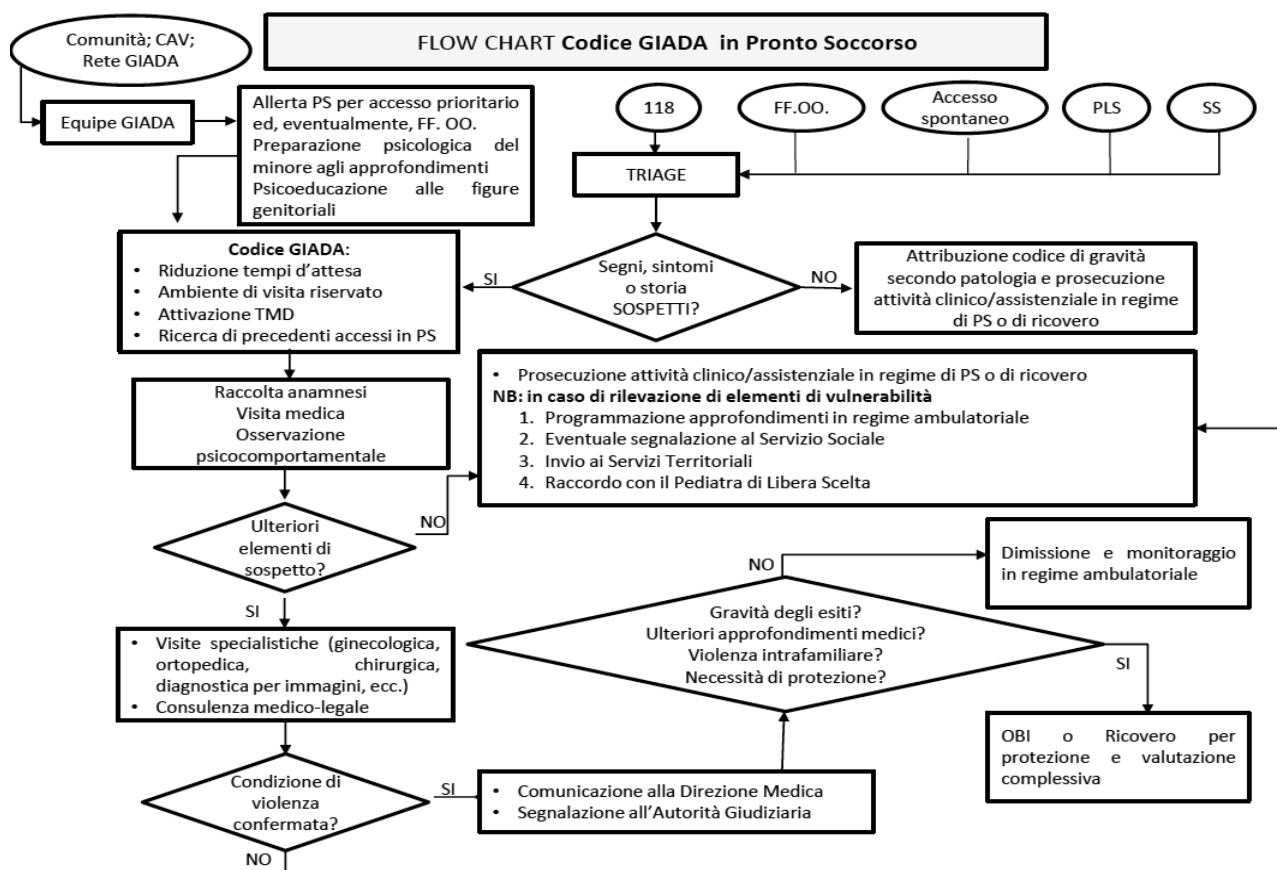 Comunità; CAV;
Rete GIADA
FLOW CHART Codice GIADA in Pronto Soccorso
Equipe GIADA
Allerta PS per accesso prioritario
ed, eventualmente, FF. OO.
Preparazione psicologica del
minore agli approfondimenti
Psicoeducazione alle figure
genitoriali
118
FF.OO.
Accesso
spontaneo
PLS
SS
TRIAGE
Codice GIADA:
• Riduzione tempi d'attesa
• Ambiente di visita riservato
• Attivazione TMD
• Ricerca di precedenti accessi in PS
SI
Segni, sintomi
o storia
SOSPETTI?
NO
Attribuzione codice di gravità
secondo patologia e prosecuzione
attività clinico/assistenziale in regime
di PS o di ricovero
Raccolta anamnesi
Visita medica
Osservazione
psicocomportamentale
• Prosecuzione attività clinico/assistenziale in regime di PS o di ricovero
NB: in caso di rilevazione di elementi di vulnerabilità
1. Programmazione approfondimenti in regime ambulatoriale
2. Eventuale segnalazione al Servizio Sociale
3. Invio ai Servizi Territoriali
4. Raccordo con il Pediatra di Libera Scelta
Ulteriori
elementi di
sospetto?
NO
SI
• Visite specialistiche (ginecologica,
ortopedica, chirurgica,
diagnostica per immagini, ecc.)
• Consulenza medico-legale
Condizione di
violenza
confermata?
SI
NO
• Comunicazione alla Direzione Medica
• Segnalazione all'Autorità Giudiziaria
Gravità degli esiti?
Ulteriori approfondimenti medici?
Violenza intrafamiliare?
Necessità di protezione?
NO
Dimissione e monitoraggio
in regime ambulatoriale
SI
OBI o Ricovero per
protezione e valutazione
complessiva